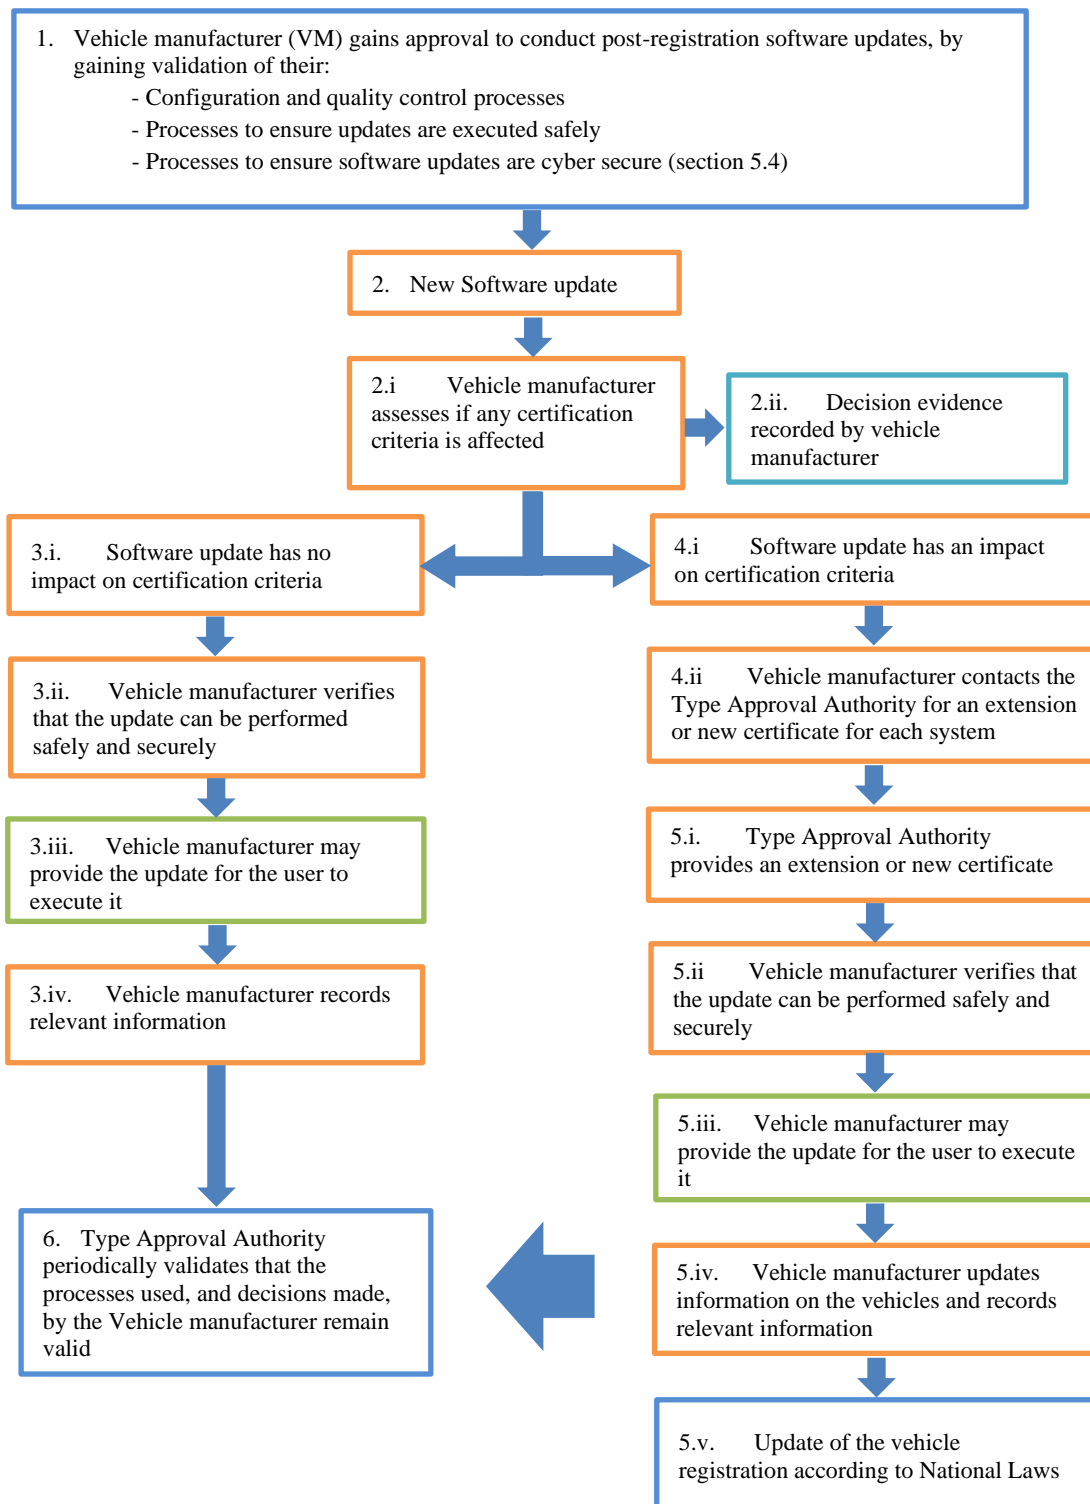 1. Vehicle manufacturer (VM) gains approval to conduct post-registration software updates, by
gaining validation of their:
- Configuration and quality control processes
- Processes to ensure updates are executed safely
- Processes to ensure software updates are cyber secure (section 5.4)
2. New Software update
2.i Vehicle manufacturer
assesses if any certification
criteria is affected
2.ii. Decision evidence
recorded by vehicle
manufacturer
3.i. Software update has no
impact on certification criteria
3.ii. Vehicle manufacturer verifies
that the update can be performed
safely and securely
3.iii. Vehicle manufacturer may
provide the update for the user to
execute it
3.iv. Vehicle manufacturer records
relevant information
4.i Software update has an impact
on certification criteria
4.ii Vehicle manufacturer contacts the
Type Approval Authority for an extension
or new certificate for each system
5.i. Type Approval Authority
provides an extension or new certificate
5.ii Vehicle manufacturer verifies that
the update can be performed safely and
securely
5.iii. Vehicle manufacturer may
provide the update for the user to execute
it
5.iv. Vehicle manufacturer updates
information on the vehicles and records
relevant information
5.v. Update of the vehicle
registration according to National Laws
6. Type Approval Authority
periodically validates that the
processes used, and decisions made,
by the Vehicle manufacturer remain
valid